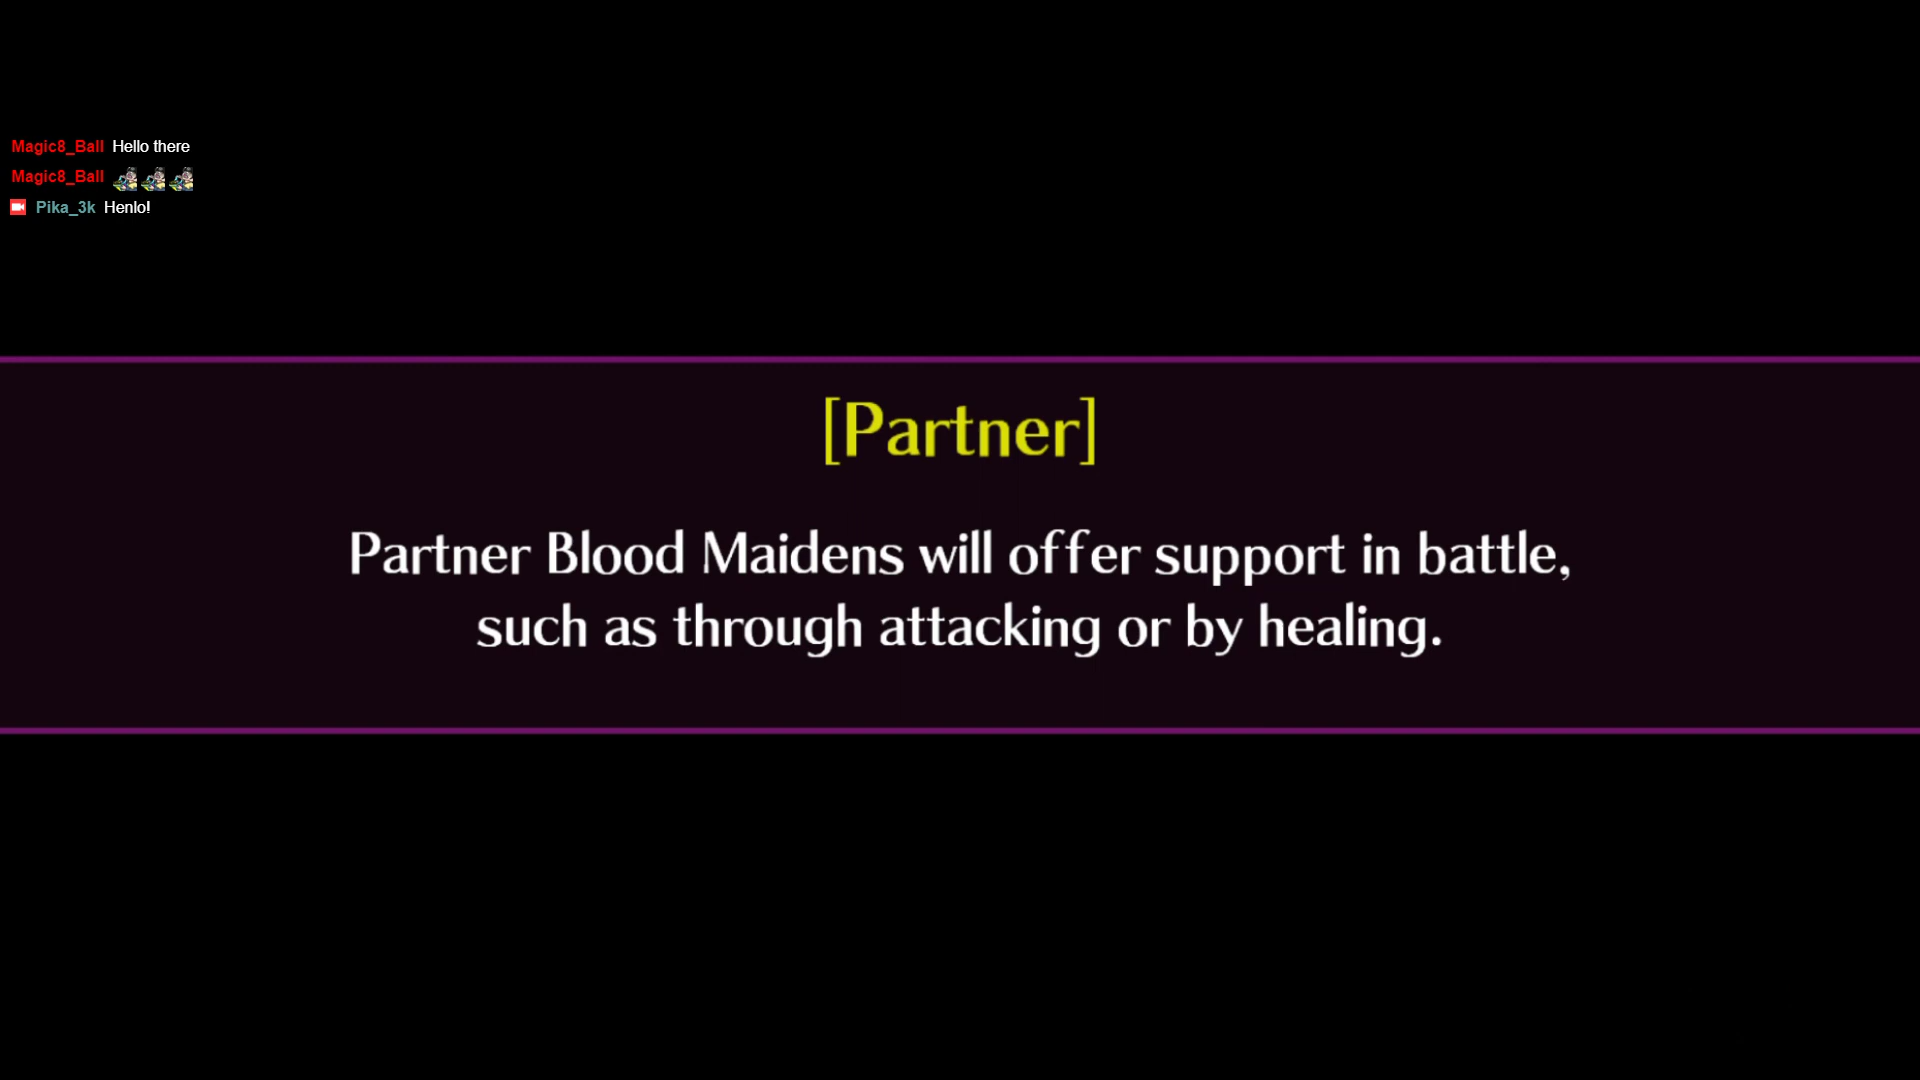 Magic8_Ball Hello there
Magic8_Ball
Pika_3k Henlo!
[Partner]
Partner Blood Maidens will offer support in battle,
such as through attacking or by healing.